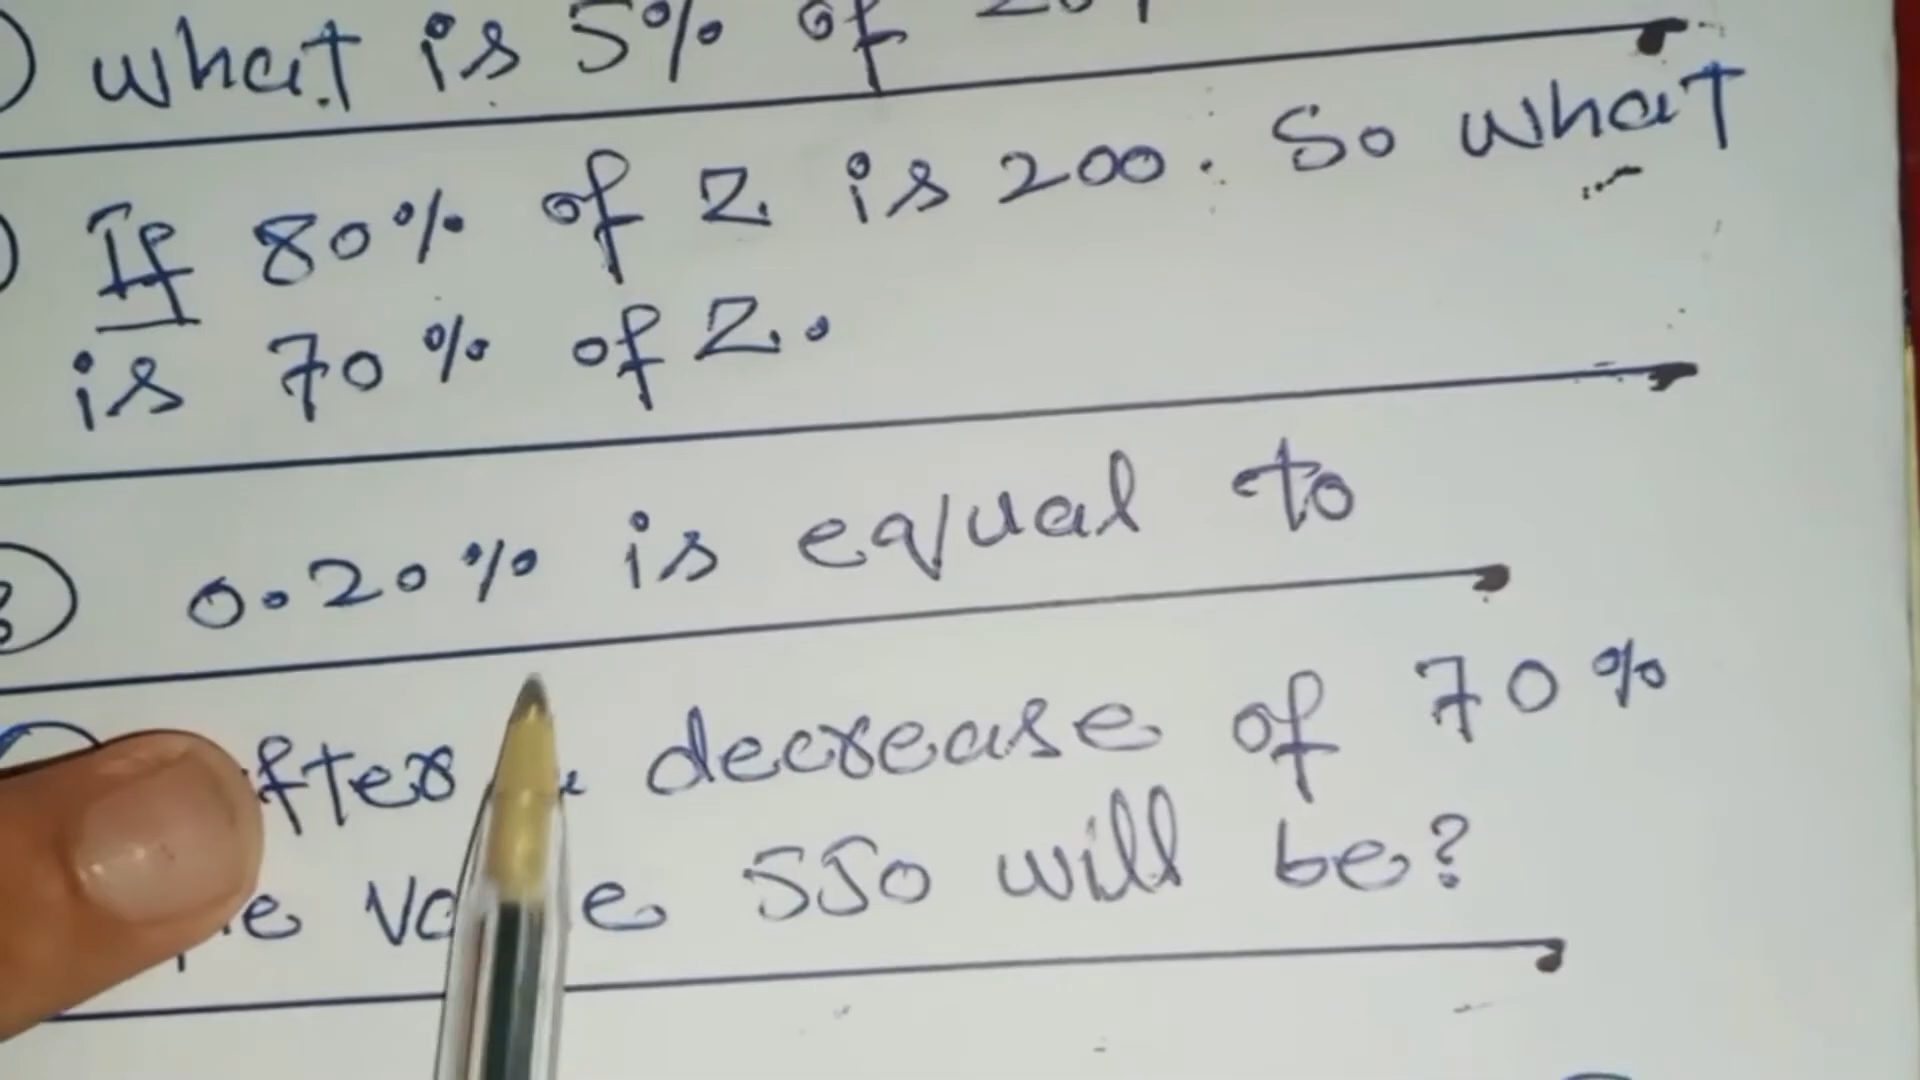 what is 5% of
If 80% of Z is 200. So what
is 70% of Z.
0.20% is equal to
decrease of 70%
550 will be?